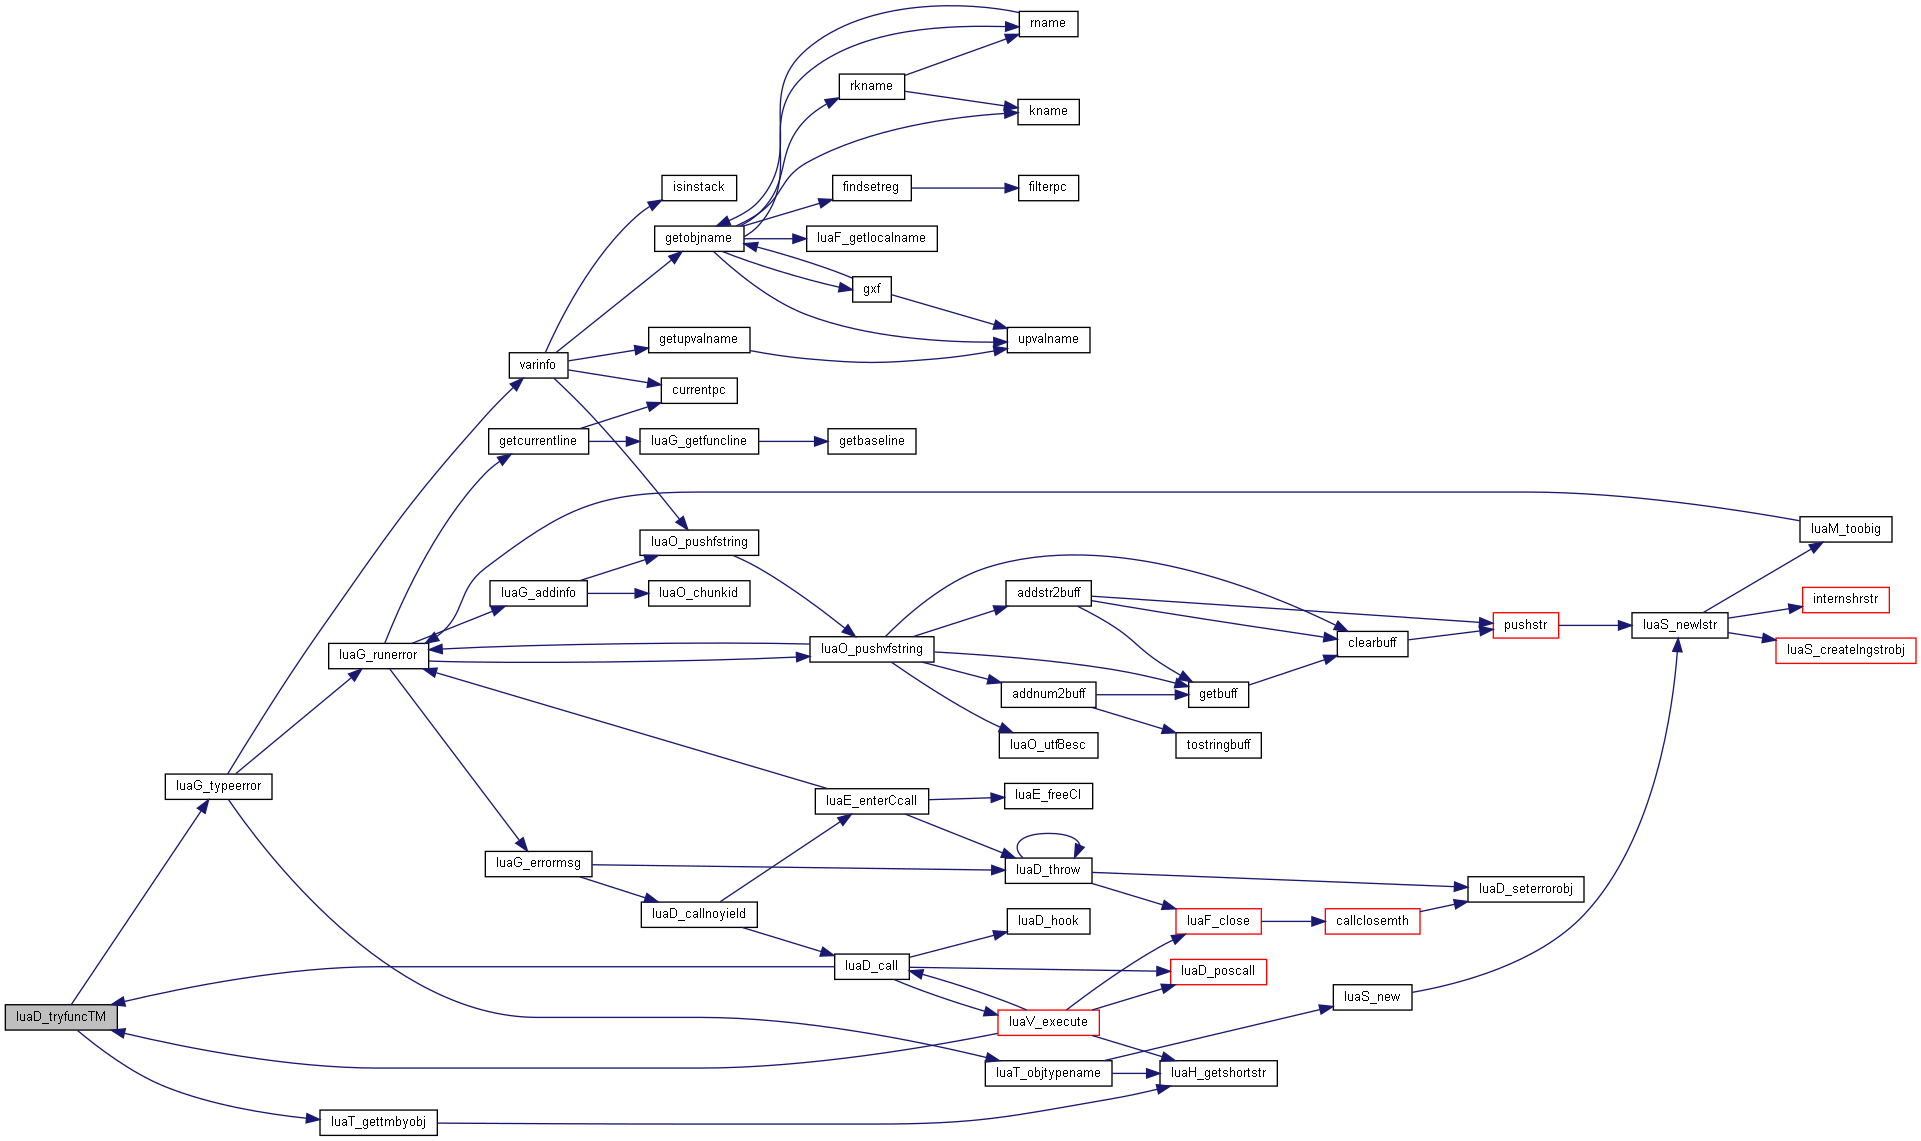 rname
rkname
kname
isinstack
findsetreg
filterpc
getobjname
luaF_getlocalname
gxf
getupvalname
upvalname
varinfo
currentpc
getcurrentline
luaG_getfuncline
getbaseline
luaM_toobig
luaO_pushfstring
luaG_addinfo
luaO_chunkid
addstr2buff
internshrstr
pushstr
luaS_newlstr
clearbuff
luaG_runerror
luaO_pushvfstring
luaS_createlngstrobj
addnum2buff
getbuff
luaO_utf8esc
tostringbuff
luaG_typeerror
luaE_enterCcall
luaE_freeCI
luaG_errormsg
luaD_throw
luaD_seterrorobj
luaD_callnoyield
luaD_hook
luaF_close
callclosemth
luaD_call
luaD_poscall
luaS_new
luaD_tryfuncTM
luaV_execute
luaT_objtypename
luaH_getshortstr
luaT_gettmbyobj